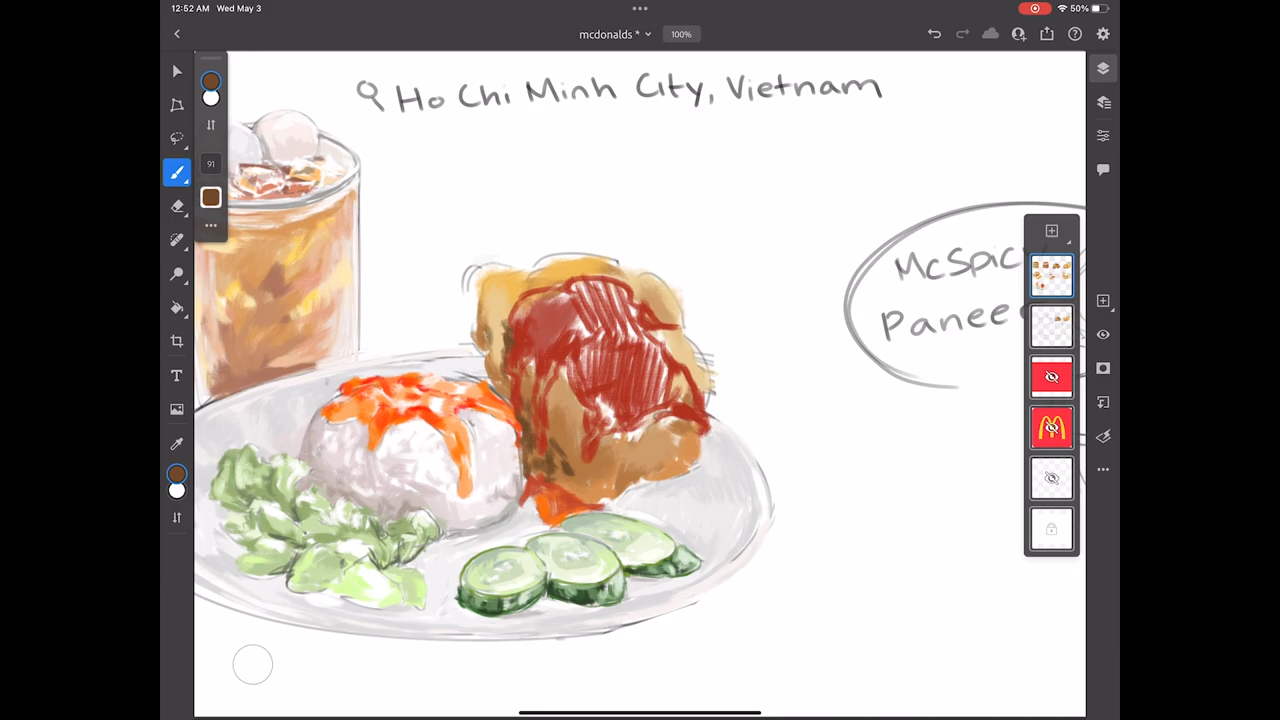 12:52 AM Wed May 3
50%
mcdonalds *
100%
Ho Chi Minh City, Vietnam
91
McSpic
Panee